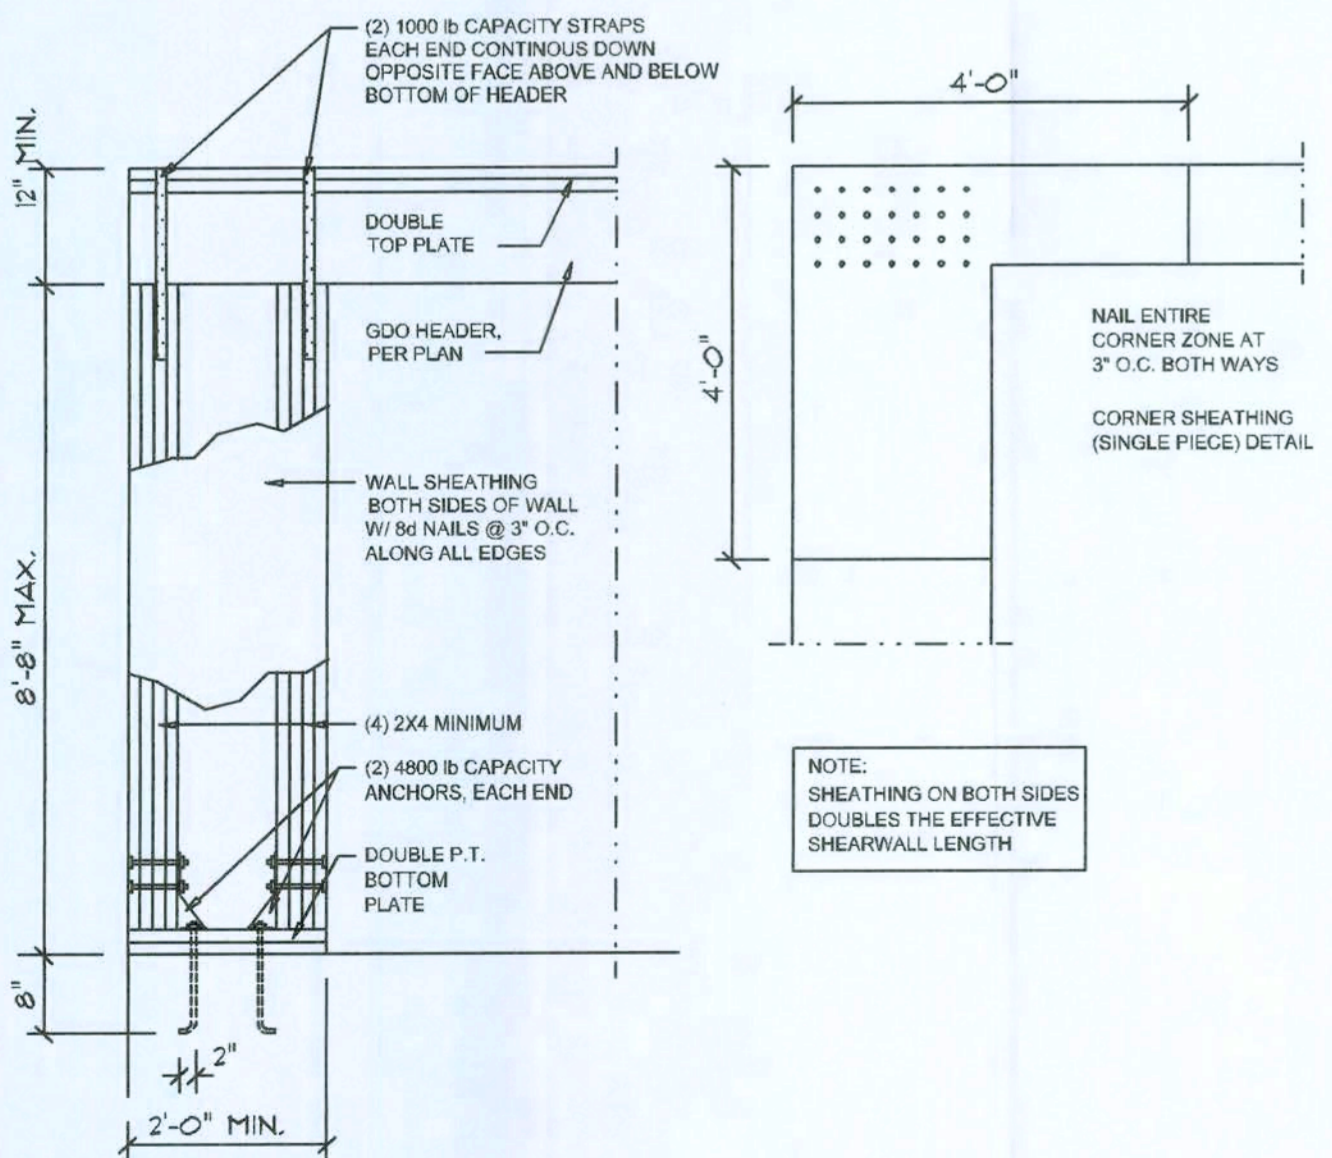 (2) 1000 lb CAPACITY STRAPS
EACH END CONTINOUS DOWN
OPPOSITE FACE ABOVE AND BELOW
BOTTOM OF HEADER
12" MIN.
DOUBLE
TOP PLATE
GDO HEADER,
PER PLAN
WALL SHEATHING
BOTH SIDES OF WALL
W/ 8d NAILS @ 3" O.C.
ALONG ALL EDGES
8'-8" MAX.
(4) 2X4 MINIMUM
(2) 4800 lb CAPACITY
ANCHORS, EACH END
DOUBLE P.T.
BOTTOM
PLATE
8"
2"
2'-0" MIN.
4'-0"
4'-0"
NAIL ENTIRE
CORNER ZONE AT
3" O.C. BOTH WAYS
CORNER SHEATHING
(SINGLE PIECE) DETAIL
NOTE:
SHEATHING ON BOTH SIDES
DOUBLES THE EFFECTIVE
SHEARWALL LENGTH